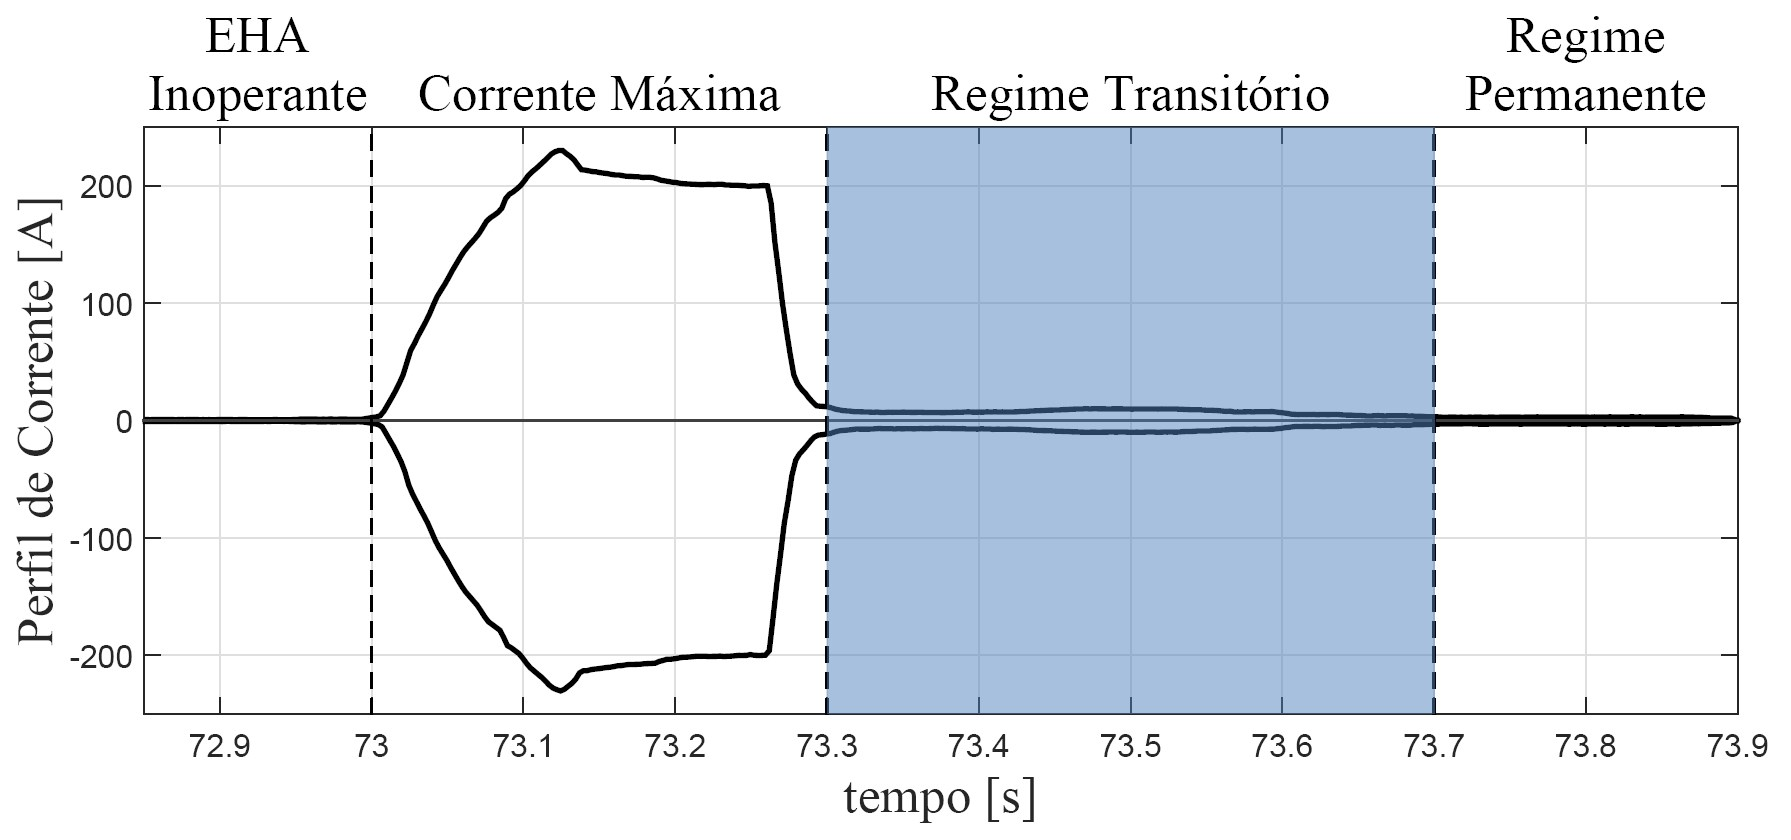 EHA
Inoperante
Corrente Máxima
Regime Transitório
Regime
Permanente
Perfil de Corrente [A]
200
100
0
-100
-200
72.9
73
73.1
73.2
73.3
73.4
73.5
73.6
73.7
73.8
73.9
tempo [s]